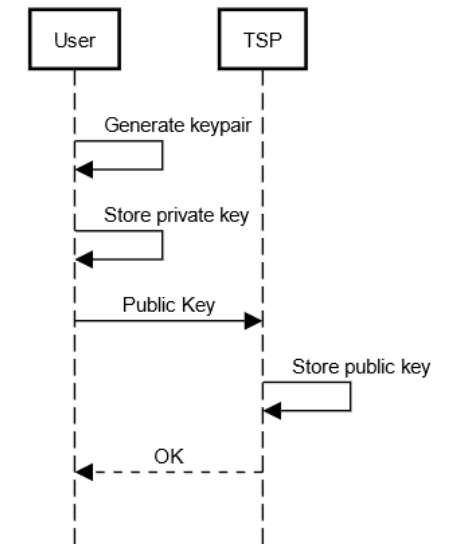 User
TSP
Generate keypair
Store private key
Public Key
Store public key
OK